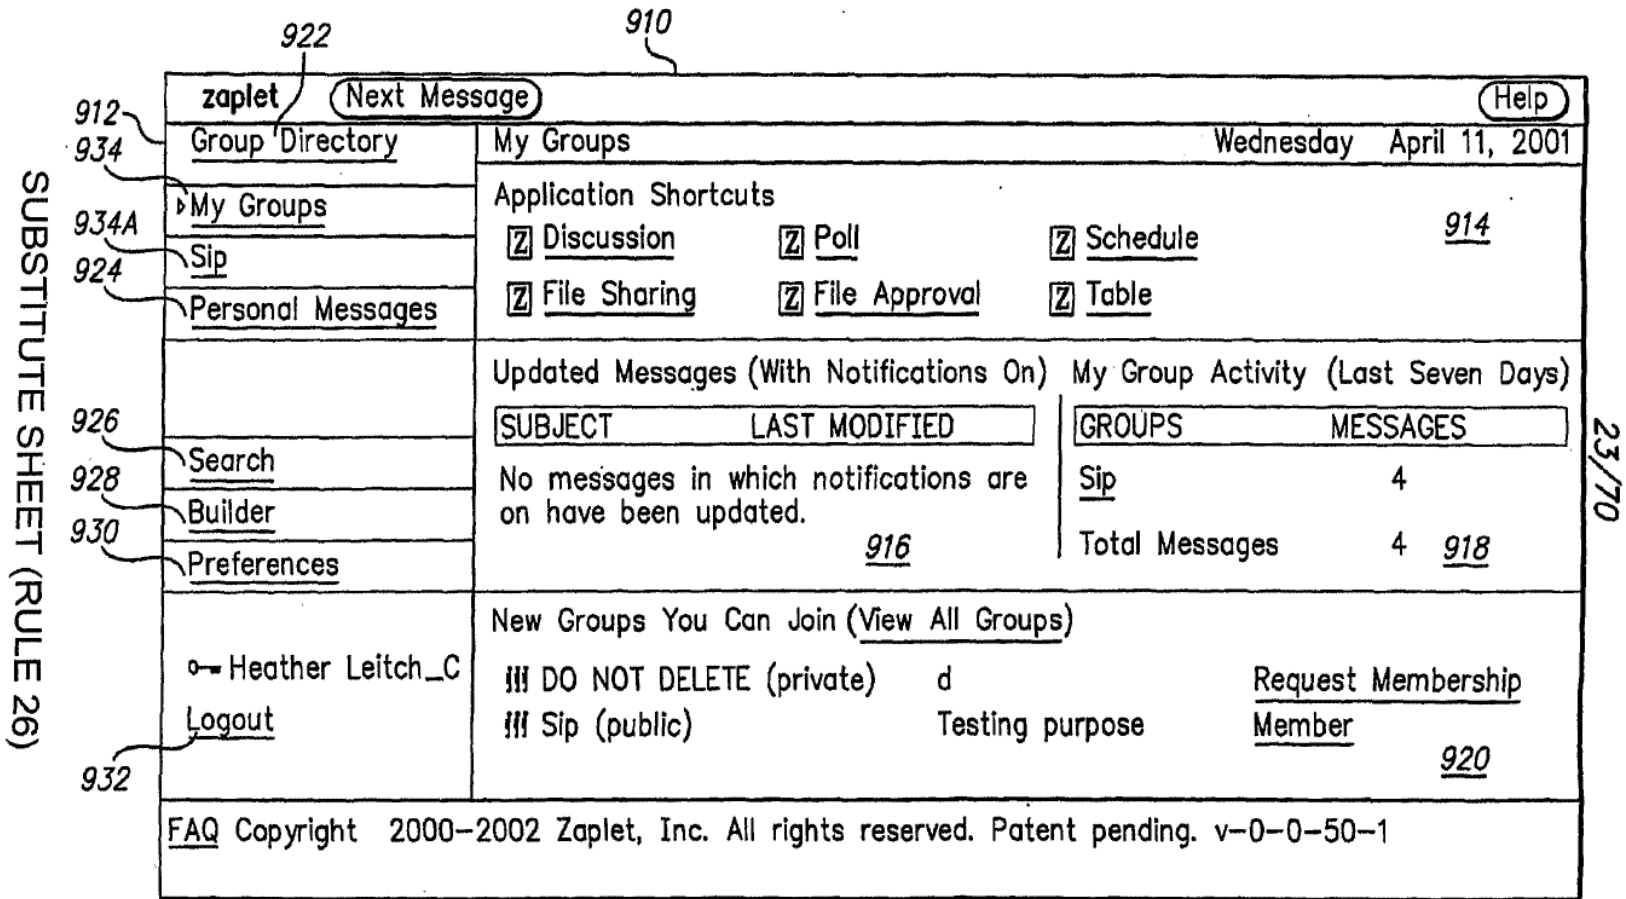 910
922
zaplet Next Message Help
912
Group Directory My Groups Wednesday April 11, 2001
934
My Groups
Application Shortcuts
914
934A
Sip
Z Discussion Z Poll Z Schedule
924
Personal Messages
Z File Sharing Z File Approval Z Table
Updated Messages (With Notifications On) My Group Activity (Last Seven Days)
SUBJECT LAST MODIFIED GROUPS MESSAGES
926
Search
No messages in which notifications are Sip 4
928
Builder
on have been updated.
930
Preferences
916
Total Messages 4 918
New Groups You Can Join (View All Groups)
Heather Leitch_C
DO NOT DELETE (private) d Request Membership
Logout
Sip (public) Testing purpose Member
932
920
FAQ Copyright 2000-2002 Zaplet, Inc. All rights reserved. Patent pending. v-0-0-50-1
SUBSTITUTE SHEET (RULE 26)
23/70